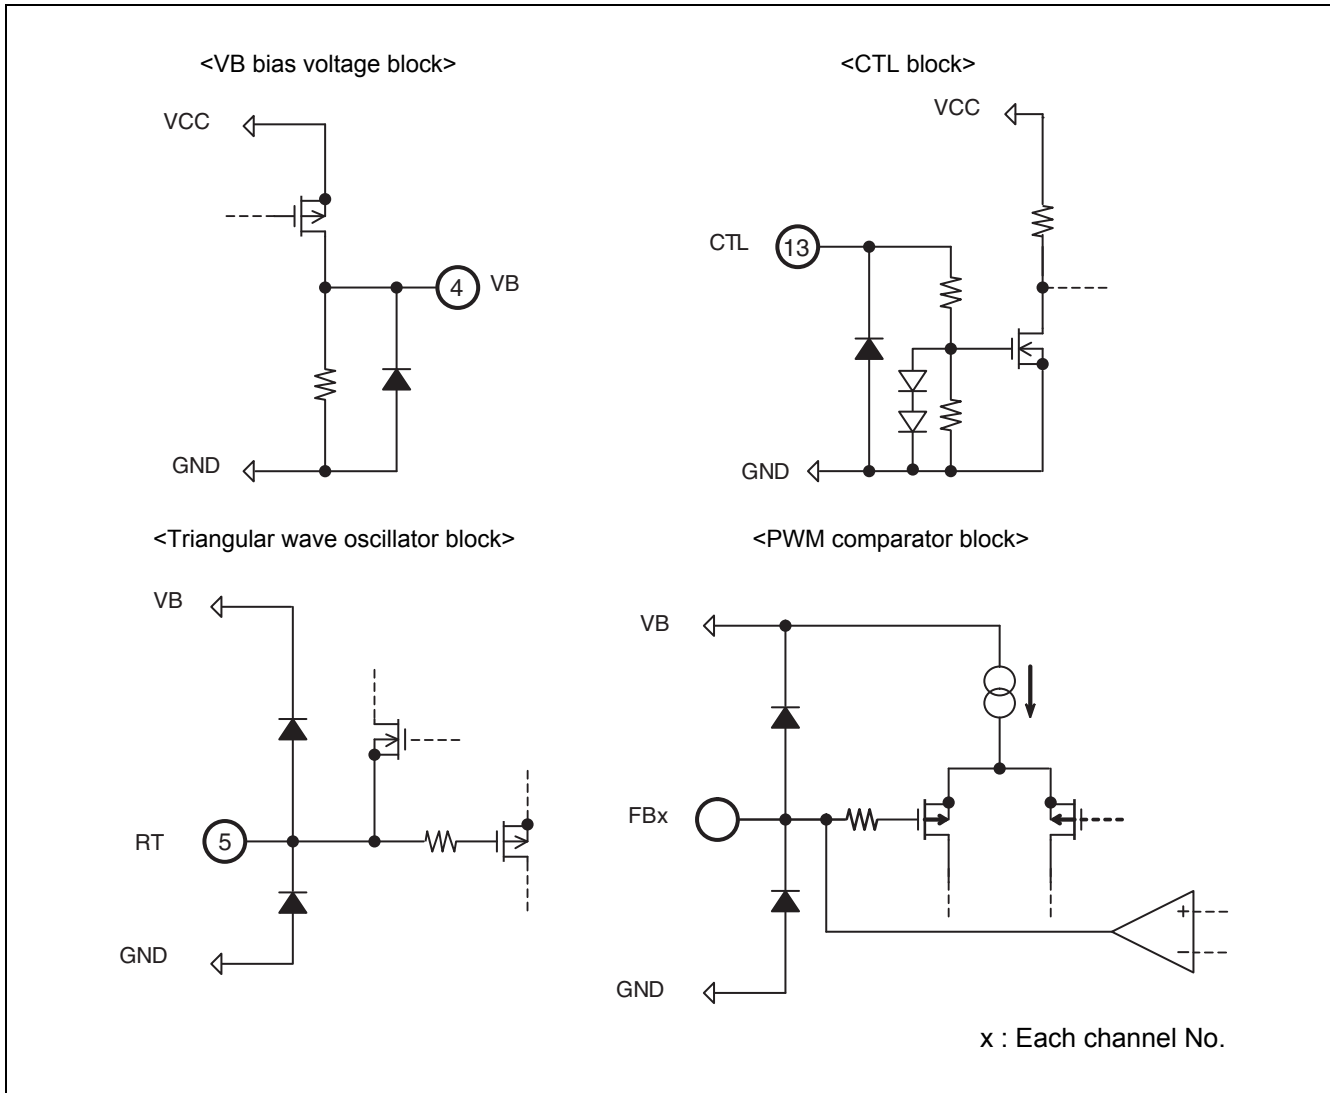 <VB bias voltage block>
VCC
4
VB
GND
<CTL block>
VCC
CTL
13
GND
<Triangular wave oscillator block>
VB
RT
5
GND
<PWM comparator block>
VB
FBx
+
−
GND
x : Each channel No.